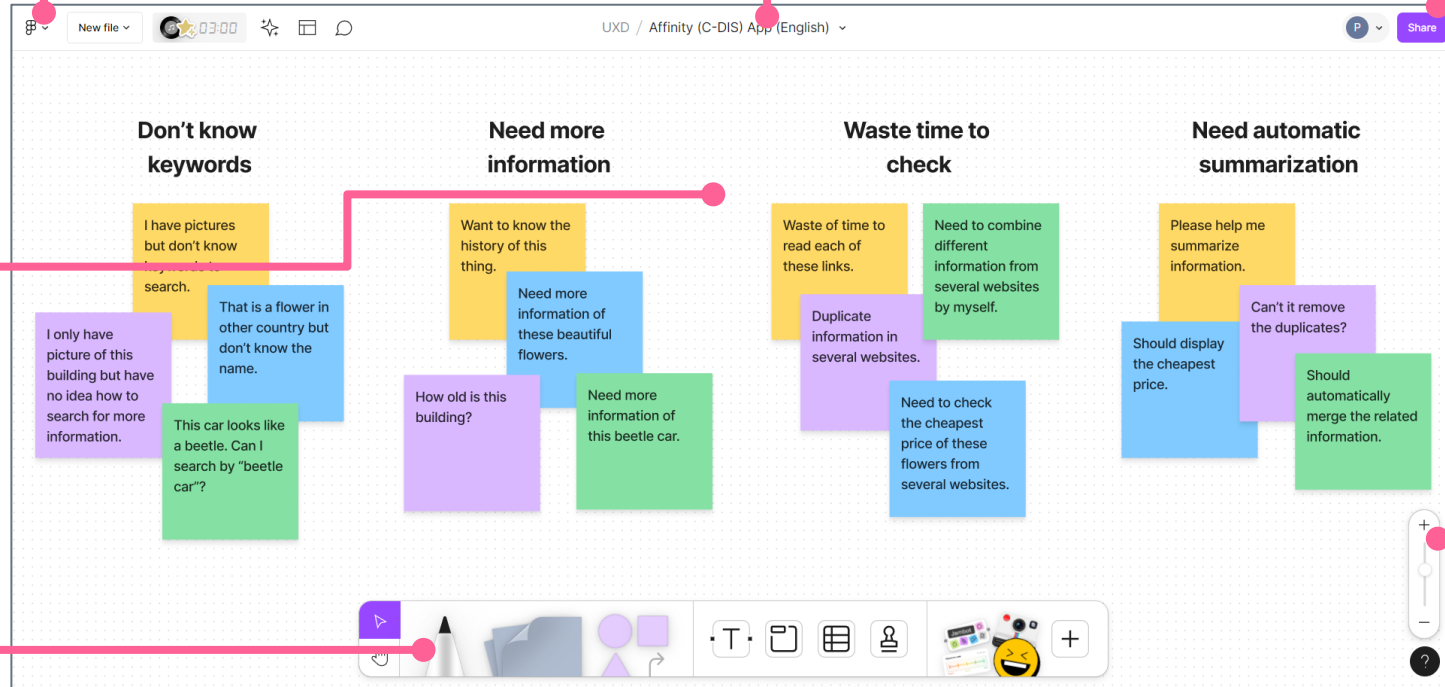 New file
03:00
UXD / Affinity (C-DIS) App (English)
P
Share
Don’t know
keywords
I have pictures
but don’t know
keywords to
search.
That is a flower in
other country but
don’t know the
name.
I only have
picture of this
building but have
no idea how to
search for more
information.
This car looks like
a beetle. Can I
search by “beetle
car”?
Need more
information
Want to know the
history of this
thing.
Need more
information of
these beautiful
flowers.
How old is this
building?
Need more
information of
this beetle car.
Waste time to
check
Waste of time to
read each of
these links.
Need to combine
different
information from
several websites
by myself.
Duplicate
information in
several websites.
Need to check
the cheapest
price of these
flowers from
several websites.
Need automatic
summarization
Please help me
summarize
information.
Can’t it remove
the duplicates?
Should display
the cheapest
price.
Should
automatically
merge the related
information.
T
Jambot
+
−
?